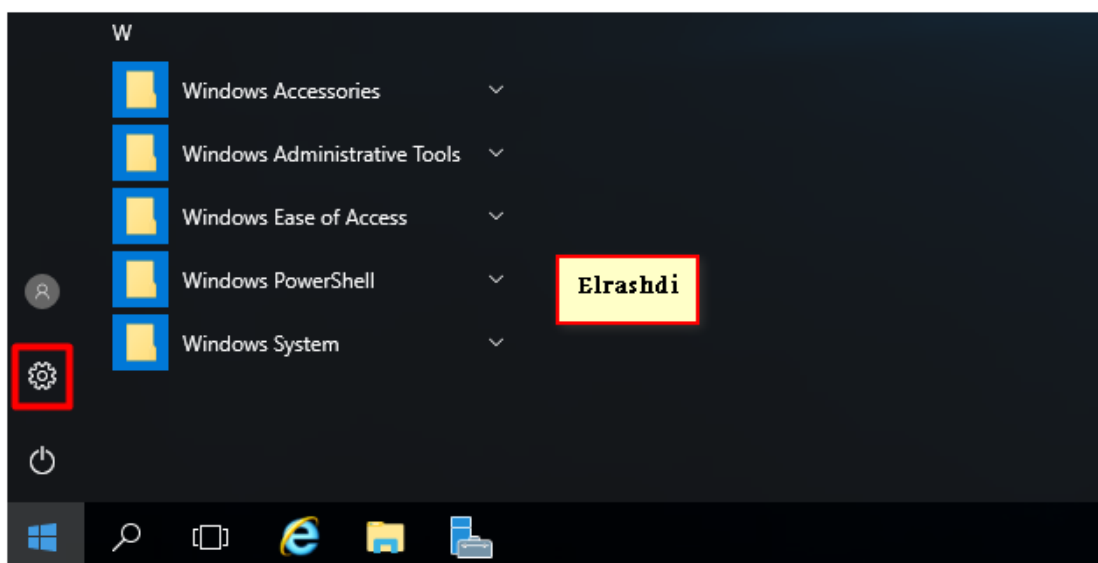 W
Windows Accessories
Windows Administrative Tools
Windows Ease of Access
Windows PowerShell
Elrashdi
Windows System